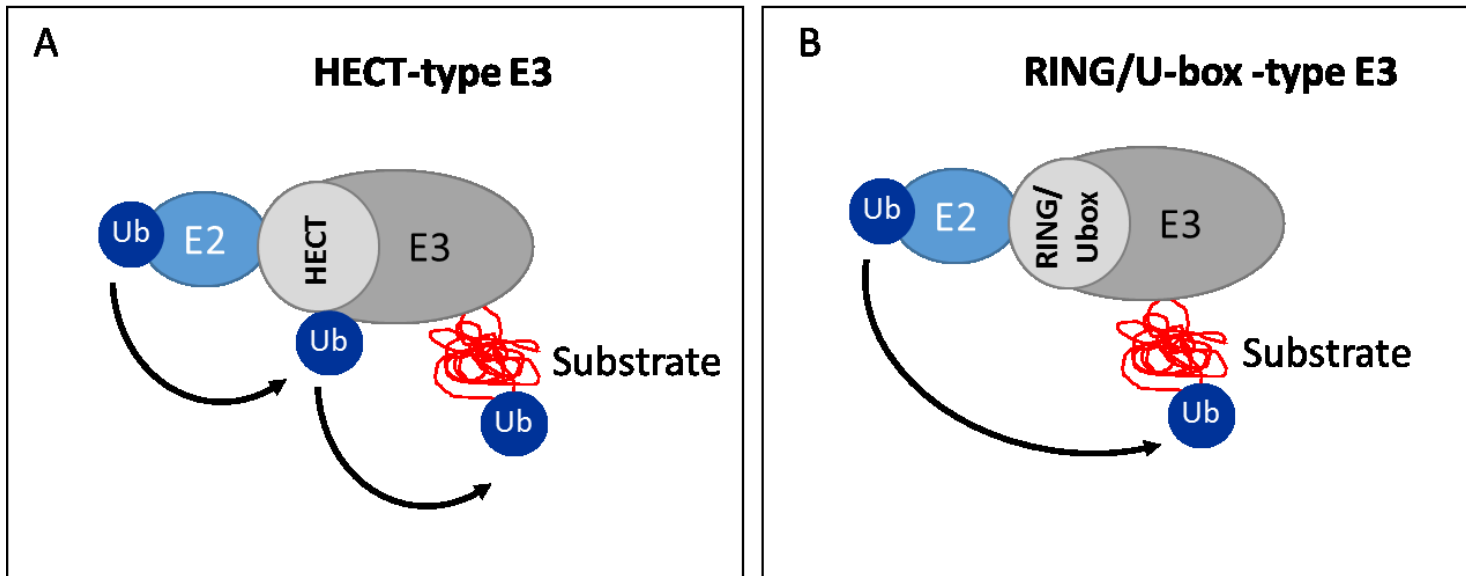 A
HECT-type E3
Ub
E2
HECT
E3
Ub
Substrate
Ub
B
RING/U-box -type E3
Ub
E2
RING/
Ubox
E3
Substrate
Ub